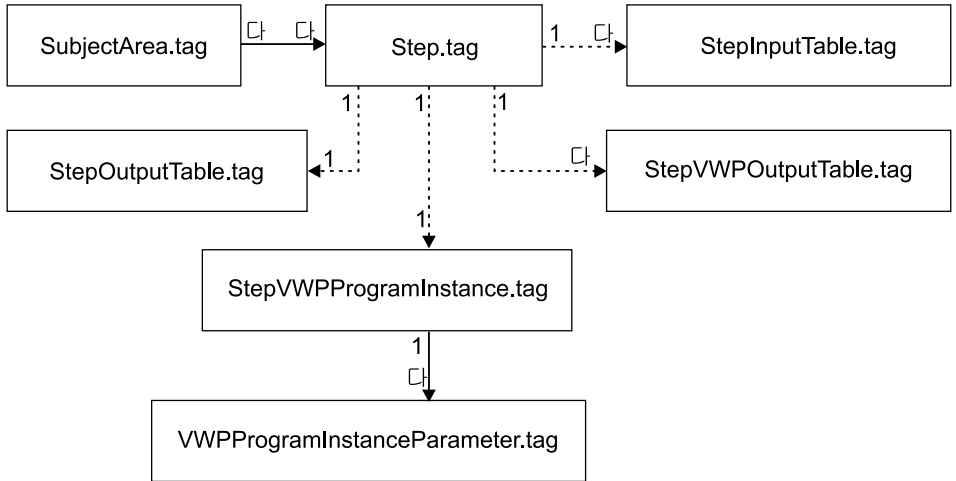 SubjectArea.tag
다 다
Step.tag
1 다
StepInputTable.tag
1 1 1
StepOutputTable.tag
1
다
StepVWPOutputTable.tag
1
StepVWPProgramInstance.tag
1
다
VWPProgramInstanceParameter.tag